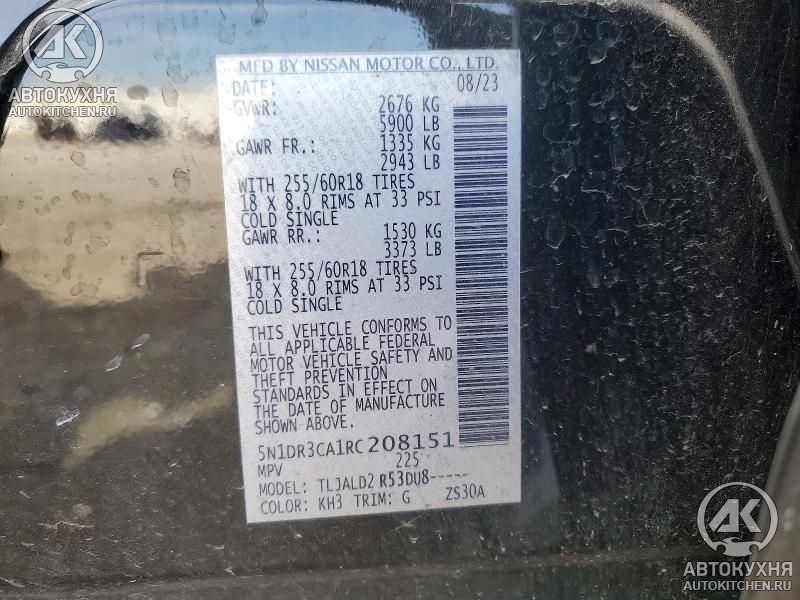 АК
АВТОКУХНЯ
AUTOKITCHEN.RU
MFD BY NISSAN MOTOR CO., LTD.
DATE: 08/23
GVWR: 2676 KG
5900 LB
GAWR FR.: 1335 KG
2943 LB
WITH 255/60R18 TIRES
18 X 8.0 RIMS AT 33 PSI
COLD SINGLE
GAWR RR.: 1530 KG
3373 LB
WITH 255/60R18 TIRES
18 X 8.0 RIMS AT 33 PSI
COLD SINGLE
THIS VEHICLE CONFORMS TO
ALL APPLICABLE FEDERAL
MOTOR VEHICLE SAFETY AND
THEFT PREVENTION
STANDARDS IN EFFECT ON
THE DATE OF MANUFACTURE
SHOWN ABOVE.
5N1DR3CA1RC208151
MPV 225
MODEL: TLJALD2 R53DU8-----
COLOR: KH3 TRIM: G ZS30A
АК
АВТОКУХНЯ
AUTOKITCHEN.RU